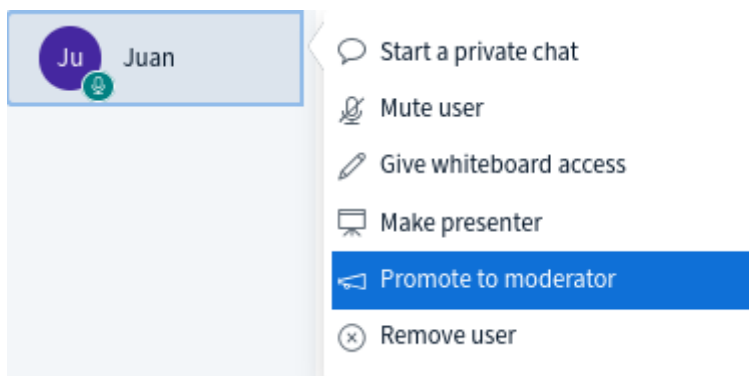 Ju
Juan
Start a private chat
Mute user
Give whiteboard access
Make presenter
Promote to moderator
Remove user